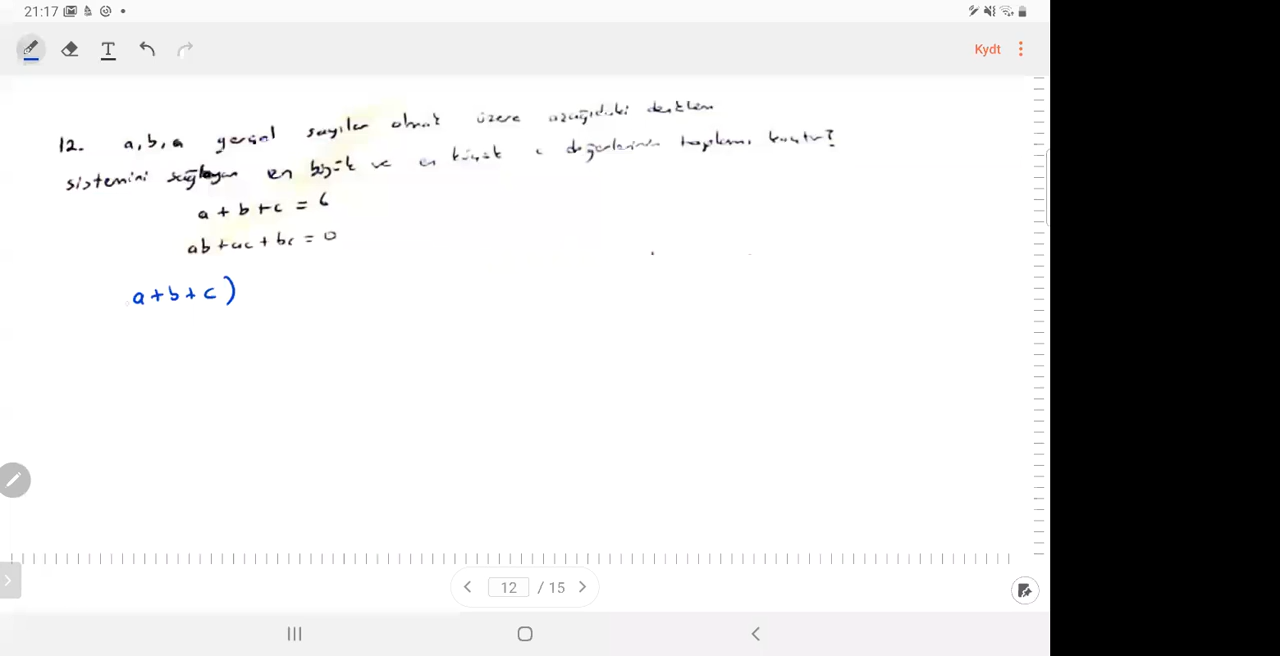 21:17
T
Kydt
12. a, b, a gerçel sayılar olmak üzere aşağıdaki denklem
sistemini sağlayan en büyük ve en küçük c değerlerinin toplamı kaçtır?
a + b + c = 6
ab + ac + bc = 0
a + b + c )
12 / 15